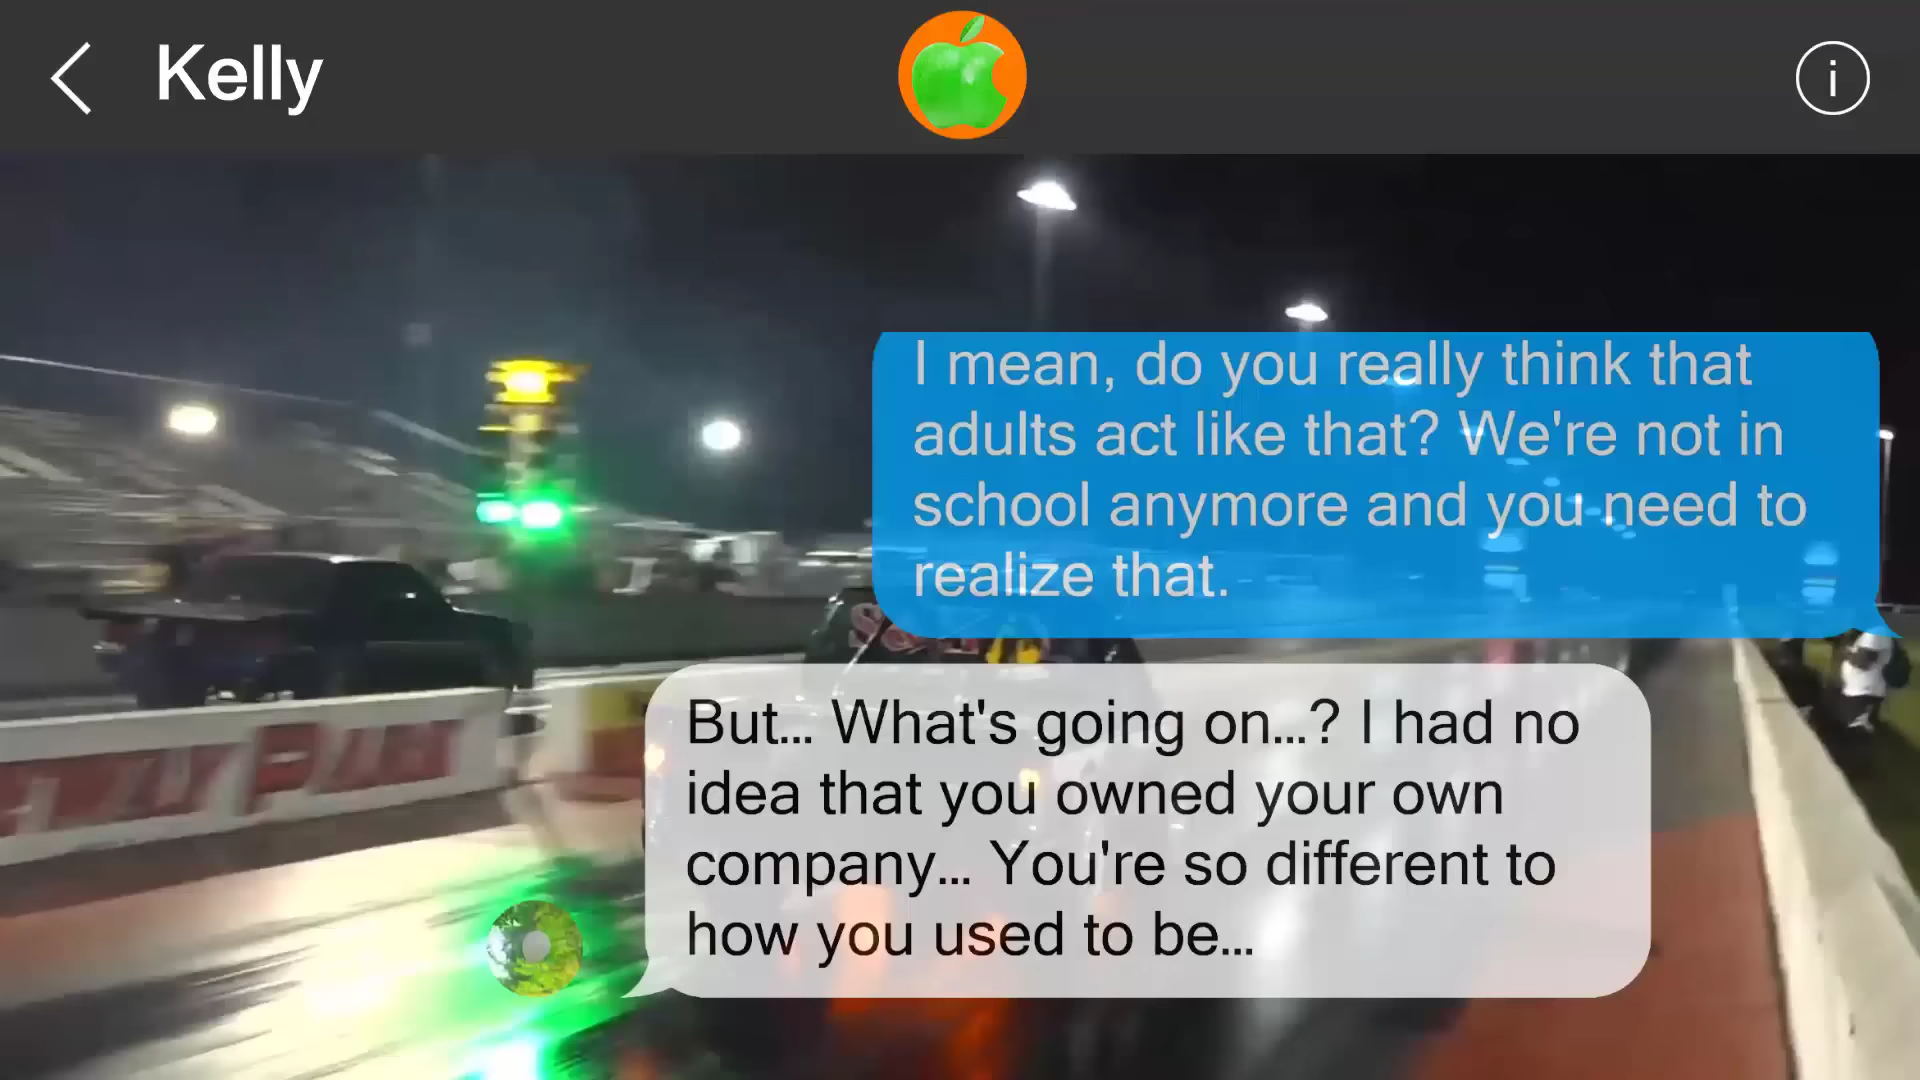 Kelly
i
I mean, do you really think that
adults act like that? We're not in
school anymore and you need to
realize that.
But... What's going on...? I had no
idea that you owned your own
company... You're so different to
how you used to be...